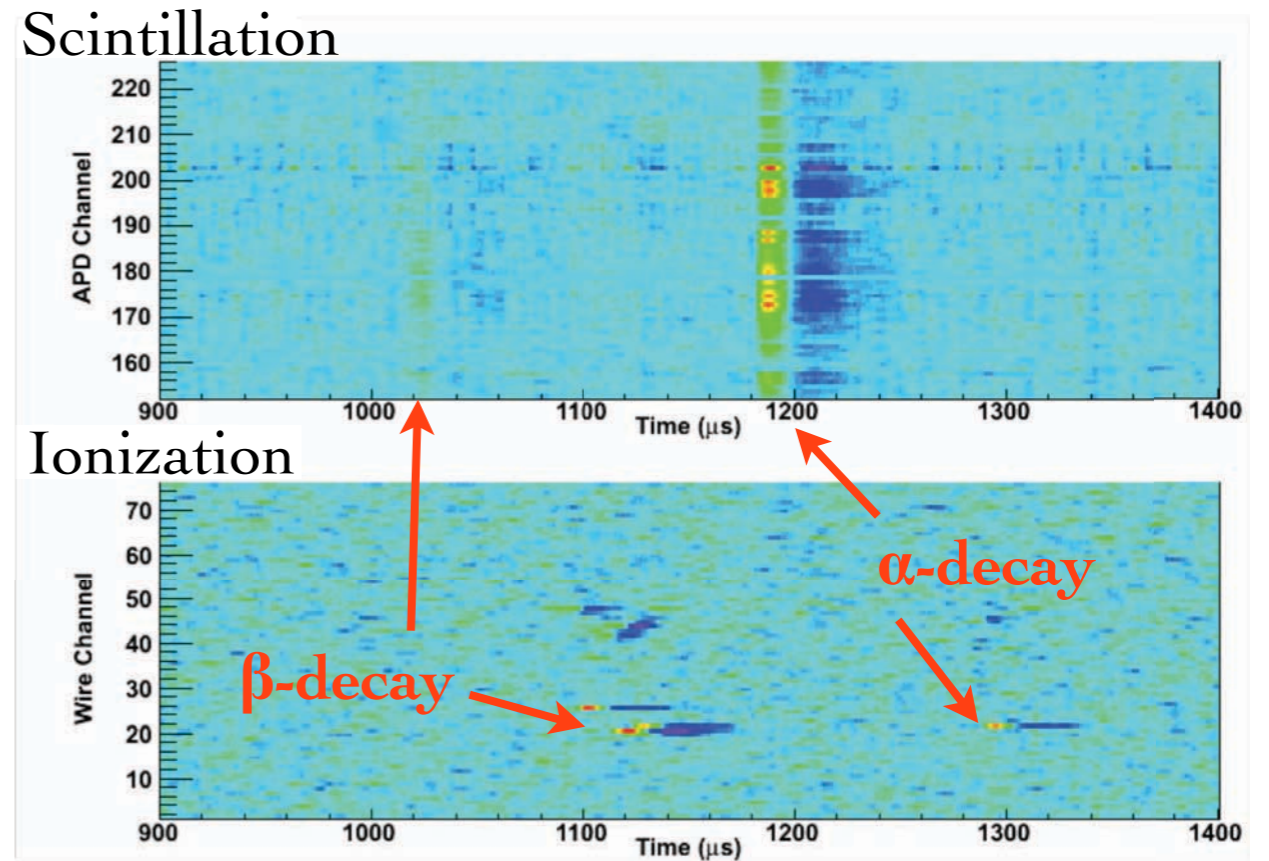 Scintillation
APD Channel
220
210
200
190
180
170
160
900 1000 1100 1200 1300 1400
Time (μs)
Ionization
Wire Channel
70
60
50
40
30
20
10
α-decay
β-decay
900 1000 1100 1200 1300 1400
Time (μs)